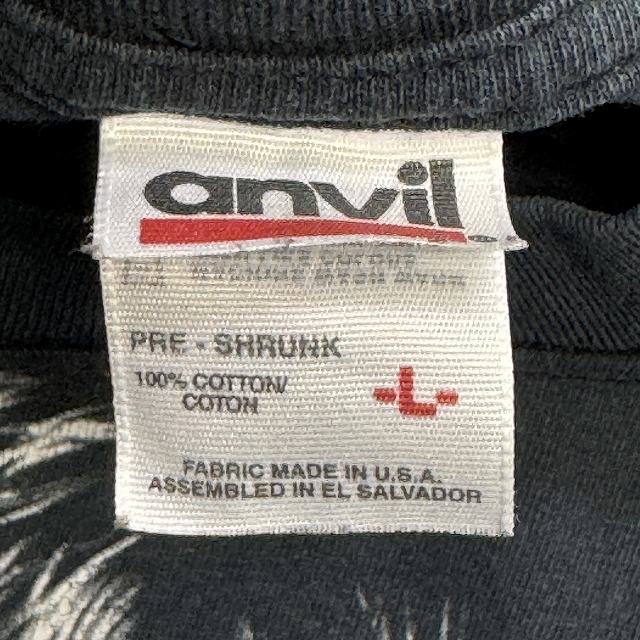 anvil
PRE - SHRUNK
100% COTTON/
COTON
-L-
FABRIC MADE IN U.S.A.
ASSEMBLED IN EL SALVADOR